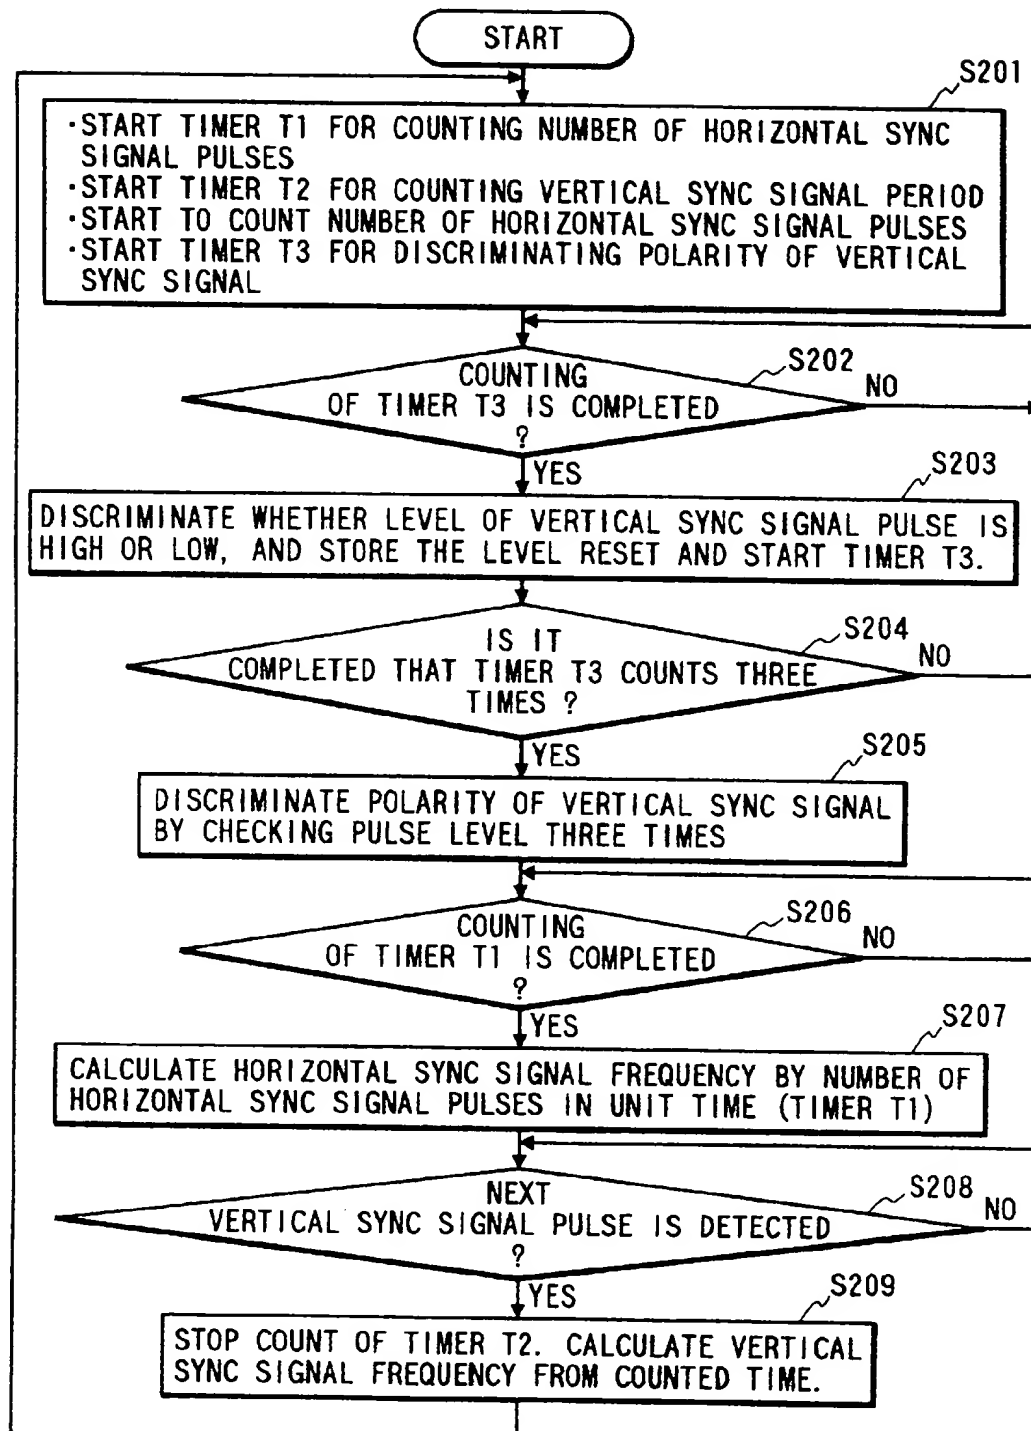 START
S201
·START TIMER T1 FOR COUNTING NUMBER OF HORIZONTAL SYNC
SIGNAL PULSES
·START TIMER T2 FOR COUNTING VERTICAL SYNC SIGNAL PERIOD
·START TO COUNT NUMBER OF HORIZONTAL SYNC SIGNAL PULSES
·START TIMER T3 FOR DISCRIMINATING POLARITY OF VERTICAL
SYNC SIGNAL
S202
COUNTING
OF TIMER T3 IS COMPLETED
?
NO
YES
S203
DISCRIMINATE WHETHER LEVEL OF VERTICAL SYNC SIGNAL PULSE IS
HIGH OR LOW, AND STORE THE LEVEL RESET AND START TIMER T3.
S204
IS IT
COMPLETED THAT TIMER T3 COUNTS THREE
TIMES ?
NO
YES
S205
DISCRIMINATE POLARITY OF VERTICAL SYNC SIGNAL
BY CHECKING PULSE LEVEL THREE TIMES
S206
COUNTING
OF TIMER T1 IS COMPLETED
?
NO
YES
S207
CALCULATE HORIZONTAL SYNC SIGNAL FREQUENCY BY NUMBER OF
HORIZONTAL SYNC SIGNAL PULSES IN UNIT TIME (TIMER T1)
S208
NEXT
VERTICAL SYNC SIGNAL PULSE IS DETECTED
?
NO
YES
S209
STOP COUNT OF TIMER T2. CALCULATE VERTICAL
SYNC SIGNAL FREQUENCY FROM COUNTED TIME.